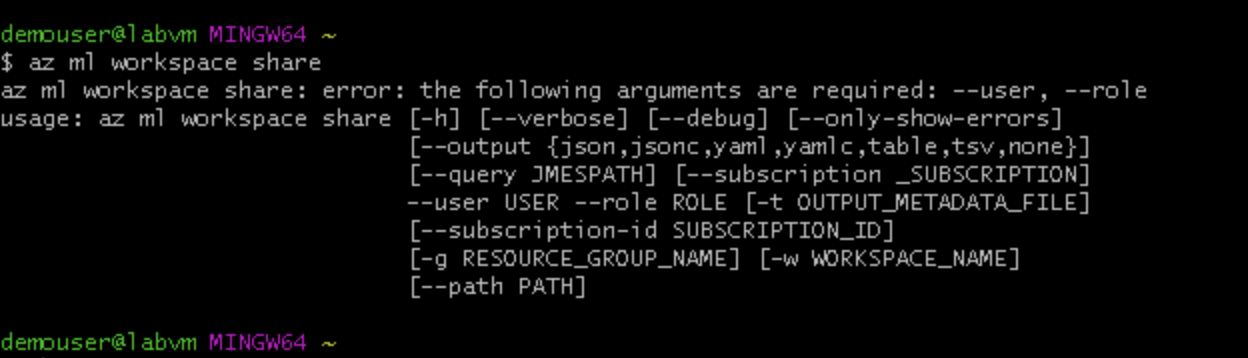 demouser@labvm MINGW64 ~
$ az ml workspace share
az ml workspace share: error: the following arguments are required: --user, --role
usage: az ml workspace share [-h] [--verbose] [--debug] [--only-show-errors]
[--output {json,jsonc,yaml,yamlc,table,tsv,none}]
[--query JMESPATH] [--subscription _SUBSCRIPTION]
--user USER --role ROLE [-t OUTPUT_METADATA_FILE]
[--subscription-id SUBSCRIPTION_ID]
[-g RESOURCE_GROUP_NAME] [-w WORKSPACE_NAME]
[--path PATH]
demouser@labvm MINGW64 ~